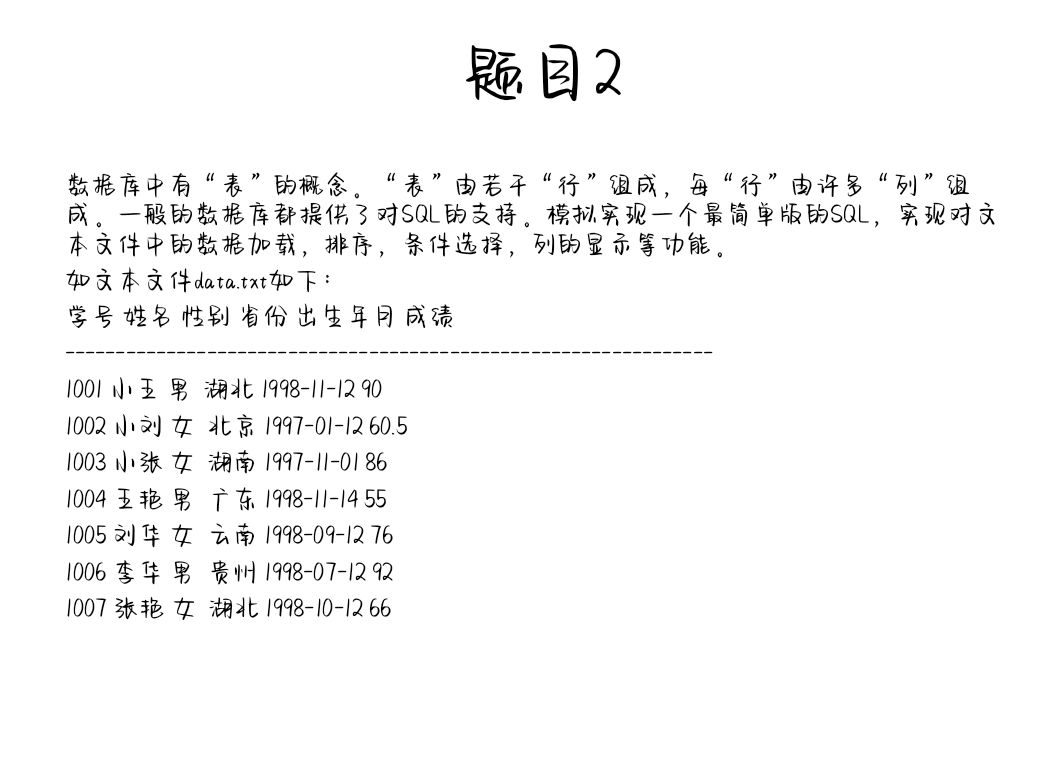 题目2
数据库中有“表”的概念。“表”由若干“行”组成，每“行”由许多“列”组
成。一般的数据库都提供了对SQL的支持。模拟实现一个最简单版的SQL，实现对文
本文件中的数据加载，排序，条件选择，列的显示等功能。
如文本文件data.txt如下：
学号 姓名 性别 省份 出生年月 成绩
----------------------------------------------------------------
1001 小王 男 湖北 1998-11-12 90
1002 小刘 女 北京 1997-01-12 60.5
1003 小张 女 湖南 1997-11-01 86
1004 王艳 男 广东 1998-11-14 55
1005 刘华 女 云南 1998-09-12 76
1006 李华 男 贵州 1998-07-12 92
1007 张艳 女 湖北 1998-10-12 66